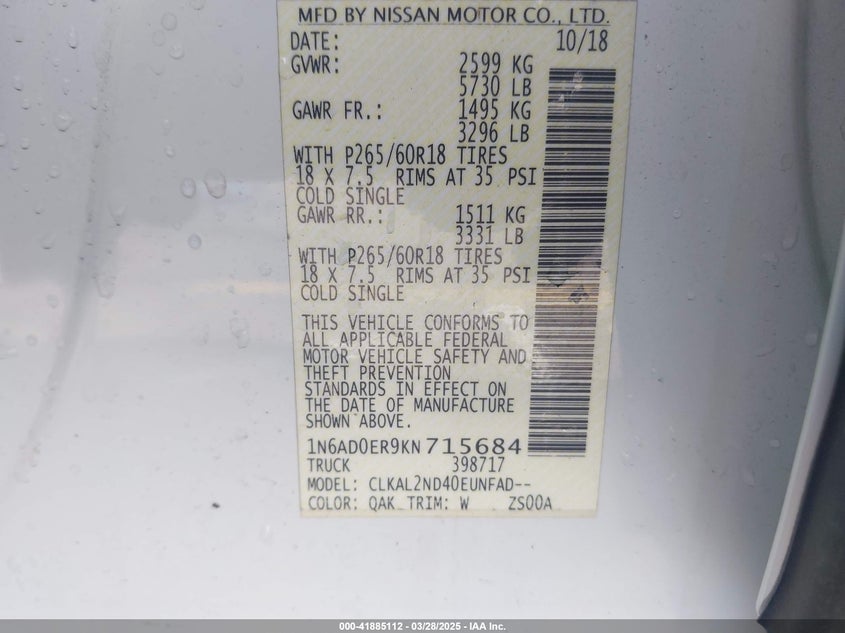 MFD BY NISSAN MOTOR CO., LTD.
DATE: 10/18
GVWR: 2599 KG
5730 LB
GAWR FR.: 1495 KG
3296 LB
WITH P265/60R18 TIRES
18 X 7.5 RIMS AT 35 PSI
COLD SINGLE
GAWR RR.: 1511 KG
3331 LB
WITH P265/60R18 TIRES
18 X 7.5 RIMS AT 35 PSI
COLD SINGLE
THIS VEHICLE CONFORMS TO
ALL APPLICABLE FEDERAL
MOTOR VEHICLE SAFETY AND
THEFT PREVENTION
STANDARDS IN EFFECT ON
THE DATE OF MANUFACTURE
SHOWN ABOVE.
1N6AD0ER9KN715684
TRUCK 398717
MODEL: CLKAL2ND40EUNFAD--
COLOR: QAK TRIM: W ZS00A
000-41885112 - 03/28/2025 - IAA Inc.